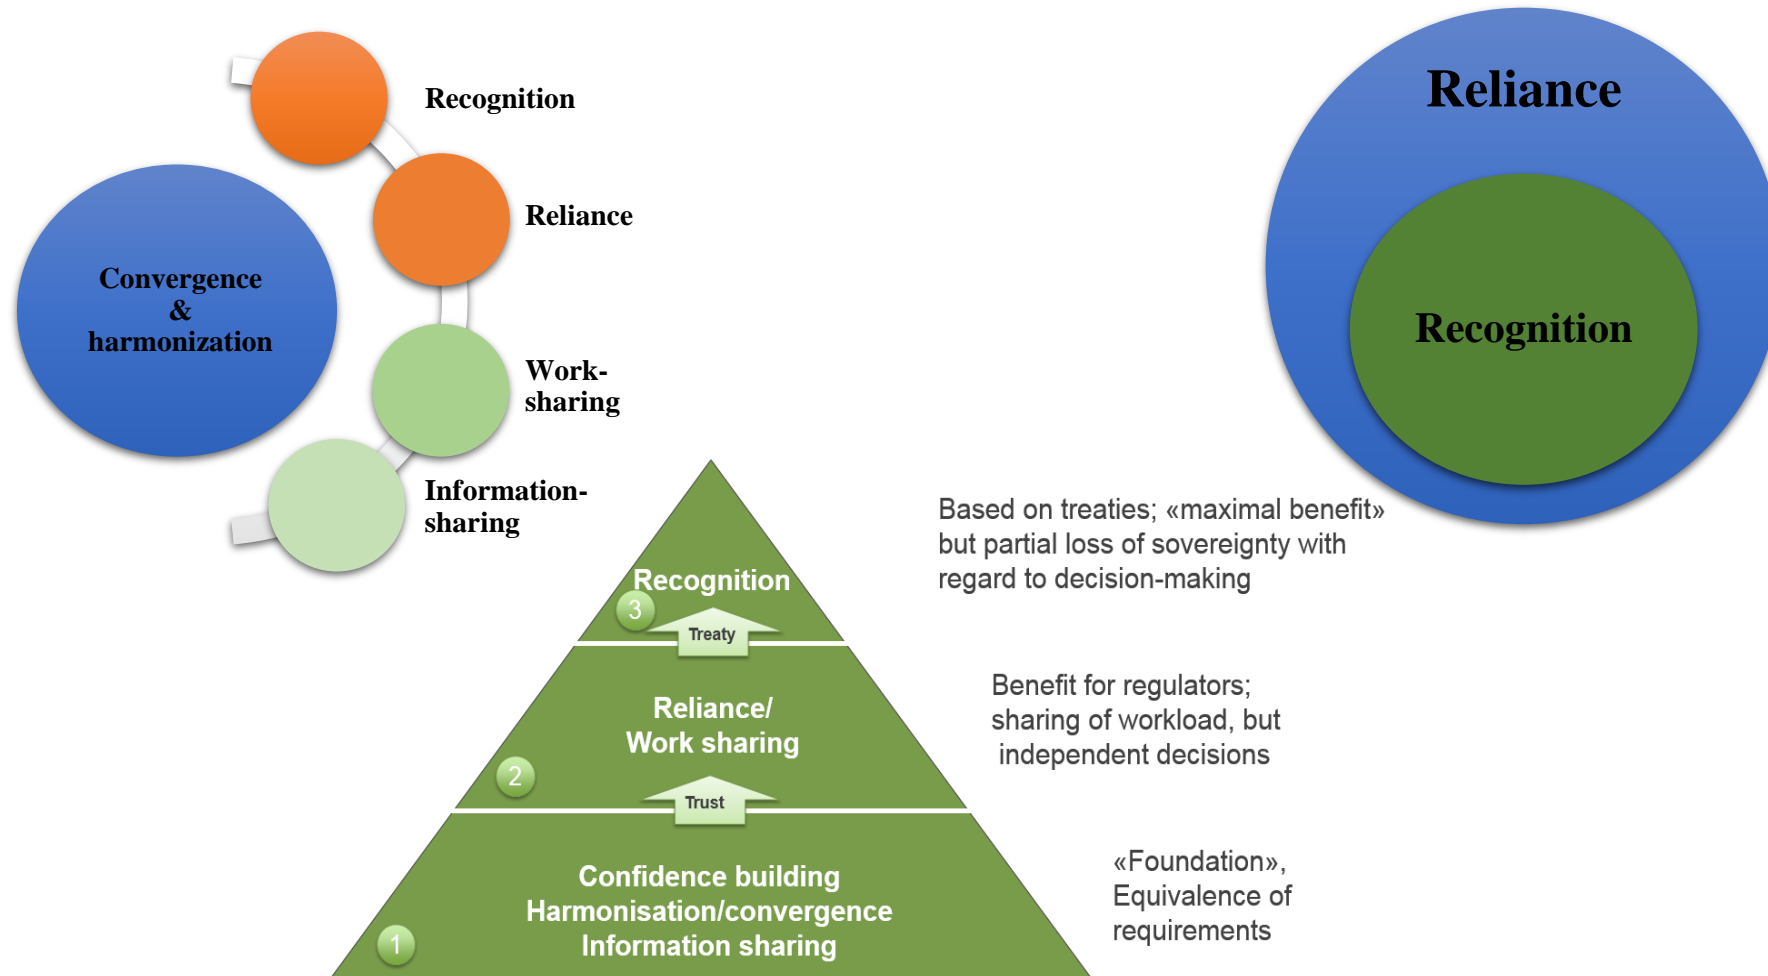 Recognition
Reliance
Convergence
&
harmonization
Work-
sharing
Information-
sharing
Reliance
Recognition
Recognition
3
Treaty
Reliance/
Work sharing
2
Trust
Confidence building
Harmonisation/convergence
Information sharing
1
Based on treaties; «maximal benefit»
but partial loss of sovereignty with
regard to decision-making
Benefit for regulators;
sharing of workload, but
independent decisions
«Foundation»,
Equivalence of
requirements